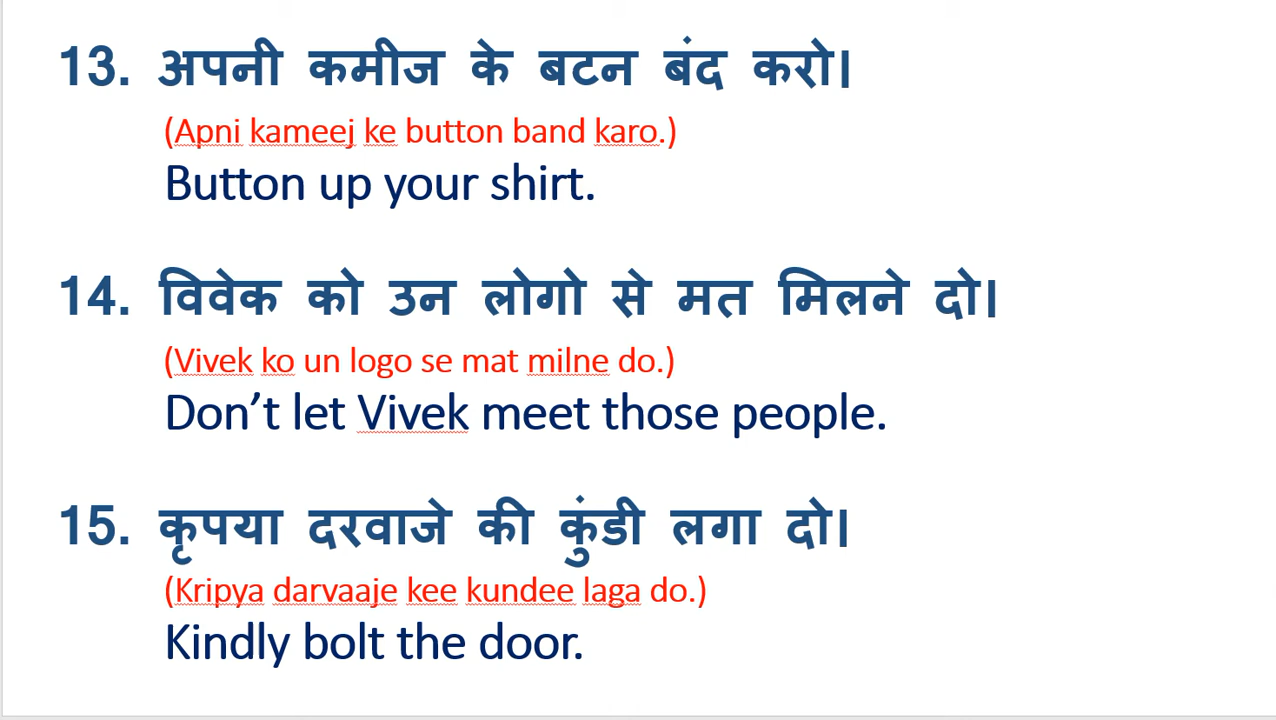 13. अपनी कमीज के बटन बंद करो।
(Apni kameej ke button band karo.)
Button up your shirt.
14. विवेक को उन लोगो से मत मिलने दो।
(Vivek ko un logo se mat milne do.)
Don’t let Vivek meet those people.
15. कृपया दरवाजे की कुंडी लगा दो।
(Kripya darvaaje kee kundee laga do.)
Kindly bolt the door.